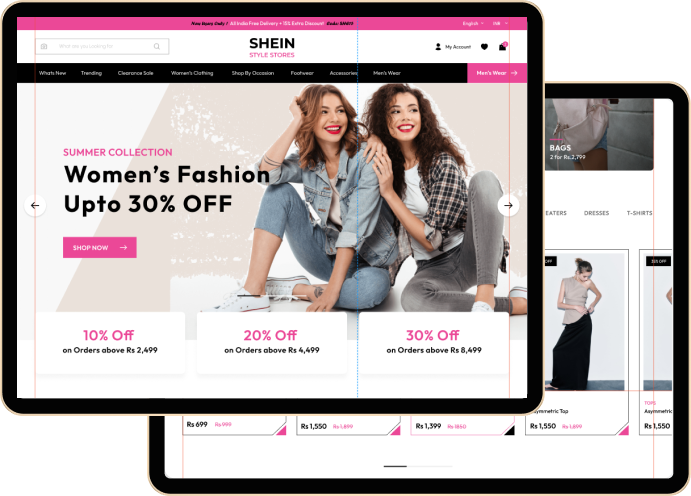 New Buyers Only ! All India Free Delivery + 15% Extra Discount Code: SHEIN
English
INR
What are you Looking for
SHEIN
STYLE STORES
My Account
Whats New Trending Clearance Sale Women's Clothing Shop By Occasion Footwear Accessories Men's Wear
Men's Wear
SUMMER COLLECTION
Women's Fashion
Upto 30% OFF
SHOP NOW
10% Off
on Orders above Rs 2,499
20% Off
on Orders above Rs 4,499
30% Off
on Orders above Rs 8,499
BAGS
2 for Rs.2,799
EATERS DRESSES T-SHIRTS
OFF
OFF
TOPS
symmetric Top
Asymmetric
Rs 699 Rs 999
Rs 1,550 Rs 1,899
Rs 1,399 Rs 1850
Rs 1,550 Rs 1,899
Rs 1,550